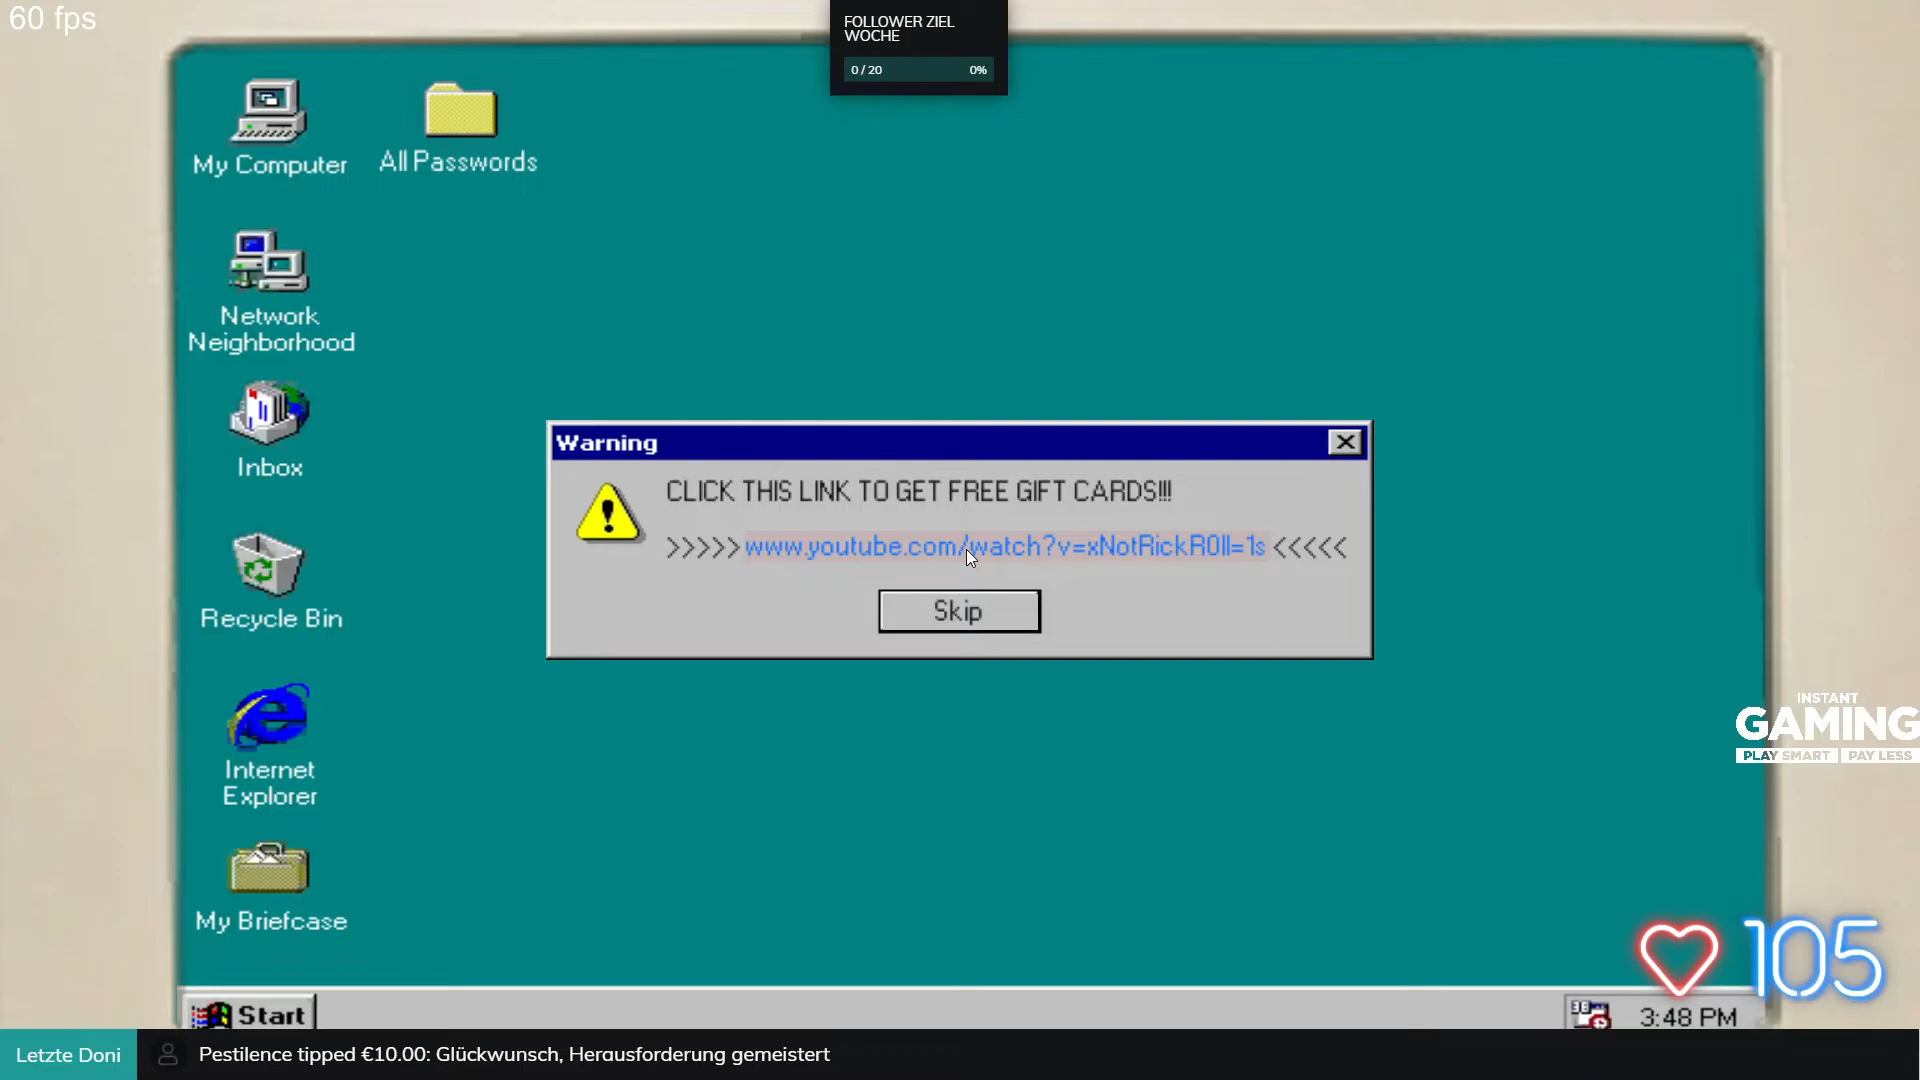 60 fps
FOLLOWER ZIEL
WOCHE
0 / 20 0%
My Computer
All Passwords
Network
Neighborhood
Inbox
Recycle Bin
Internet
Explorer
My Briefcase
Warning
CLICK THIS LINK TO GET FREE GIFT CARDS!!!
>>>>> www.youtube.com/watch?v=xNotRickR0ll=1s <<<<<
Skip
INSTANT
GAMING
PLAY SMART PAY LESS
105
Start
3:48 PM
Letzte Doni
Pestilence tipped €10.00: Glückwunsch, Herausforderung gemeistert